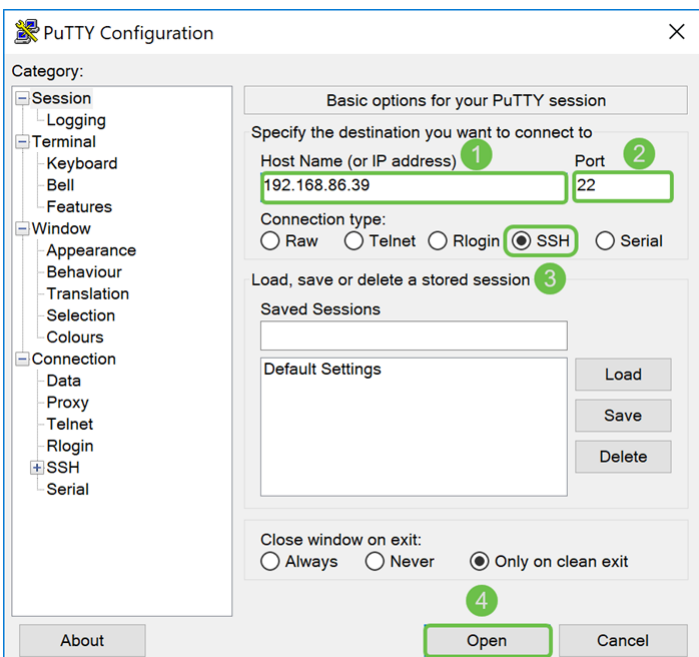 PuTTY Configuration
Category:
Session
Logging
Terminal
Keyboard
Bell
Features
Window
Appearance
Behaviour
Translation
Selection
Colours
Connection
Data
Proxy
Telnet
Rlogin
SSH
Serial
Basic options for your PuTTY session
Specify the destination you want to connect to
Host Name (or IP address) 1 Port 2
192.168.86.39 22
Connection type:
Raw Telnet Rlogin SSH Serial
Load, save or delete a stored session 3
Saved Sessions
Default Settings
Load
Save
Delete
Close window on exit:
Always Never Only on clean exit
4
About Open Cancel